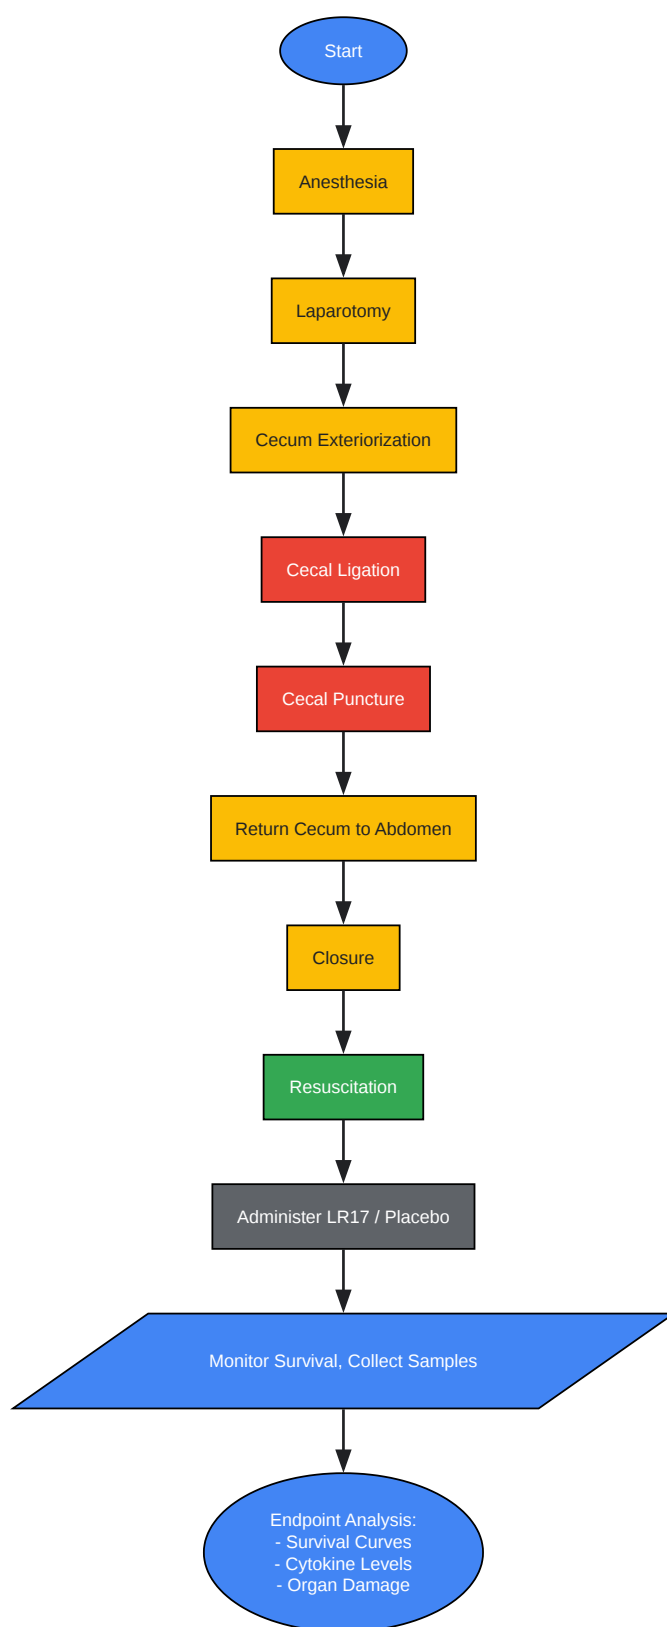 Start
Anesthesia
Laparotomy
Cecum Exteriorization
Cecal Ligation
Cecal Puncture
Return Cecum to Abdomen
Closure
Resuscitation
Administer LR17 / Placebo
Monitor Survival, Collect Samples
Endpoint Analysis:
- Survival Curves
- Cytokine Levels
- Organ Damage